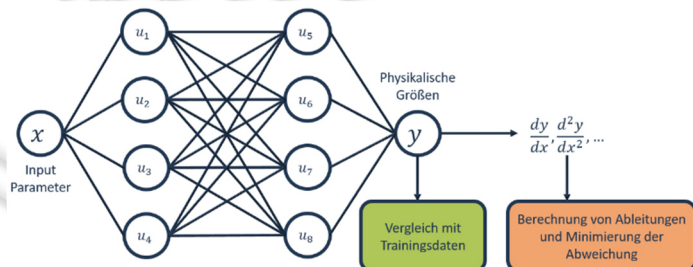 u₁
u₂
u₃
u₄
u₅
u₆
u₇
u₈
x
Input
Parameter
Physikalische
Größen
y
dy/dx, d²y/dx², ...
Vergleich mit
Trainingsdaten
Berechnung von Ableitungen
und Minimierung der
Abweichung